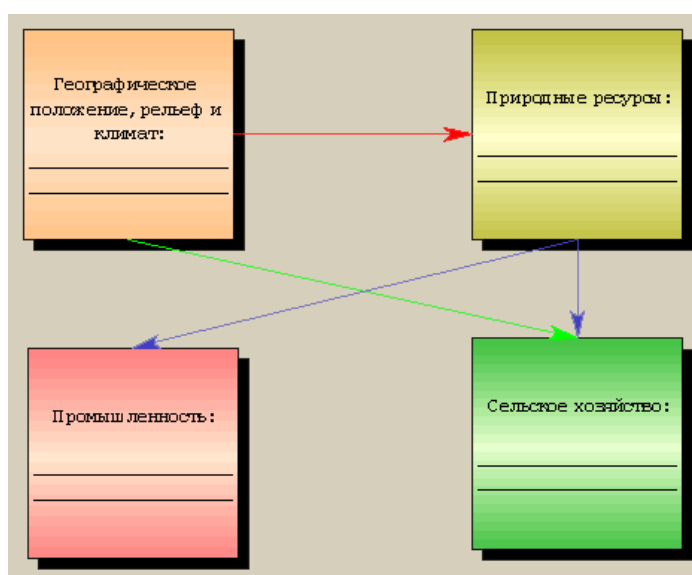 Географическое
положение, рельеф и
климат:
Природные ресурсы:
Промышленность:
Сельское хозяйство: